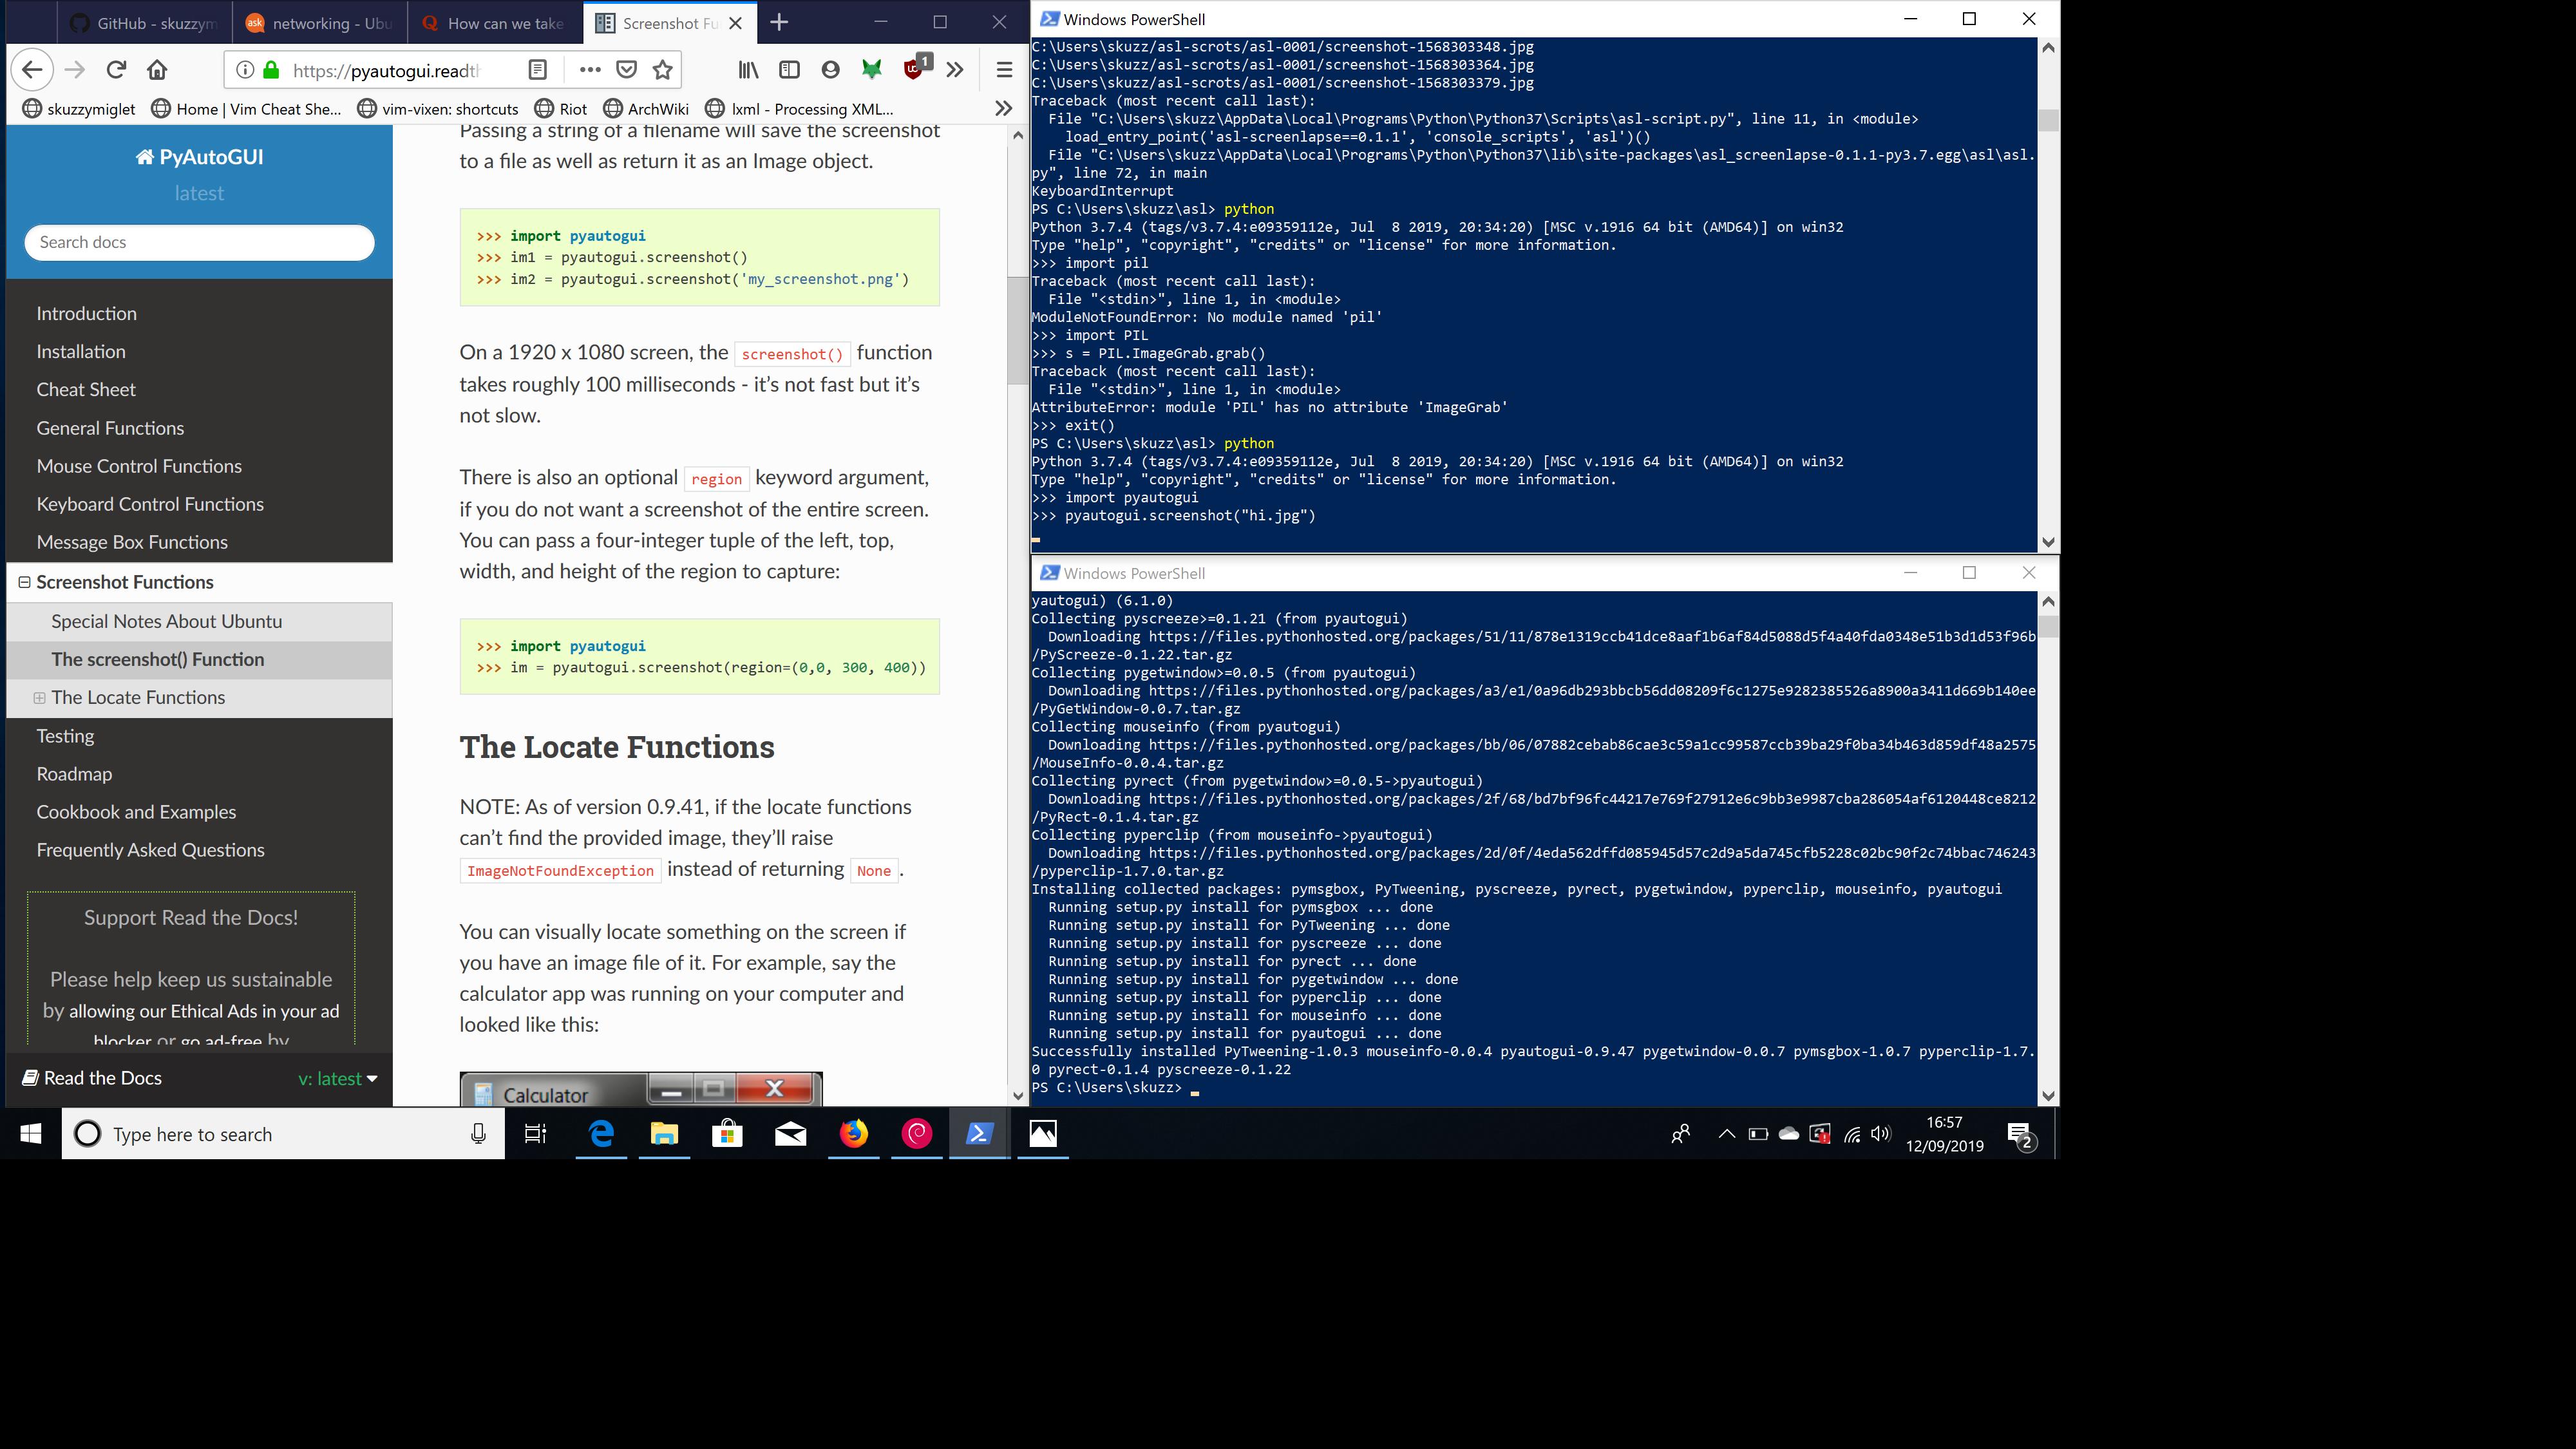 GitHub - skuzzym
networking - Ubu
How can we take
Screenshot Fu
https://pyautogui.readth
1
skuzzymiglet
Home | Vim Cheat She...
vim-vixen: shortcuts
Riot
ArchWiki
lxml - Processing XML...
PyAutoGUI
latest
Search docs
Introduction
Installation
Cheat Sheet
General Functions
Mouse Control Functions
Keyboard Control Functions
Message Box Functions
Screenshot Functions
Special Notes About Ubuntu
The screenshot() Function
The Locate Functions
Testing
Roadmap
Cookbook and Examples
Frequently Asked Questions
Support Read the Docs!
Please help keep us sustainable
by allowing our Ethical Ads in your ad
blocker or go ad-free by
Read the Docs
v: latest
Passing a string of a filename will save the screenshot
to a file as well as return it as an Image object.
>>> import pyautogui
>>> im1 = pyautogui.screenshot()
>>> im2 = pyautogui.screenshot('my_screenshot.png')
On a 1920 x 1080 screen, the screenshot() function
takes roughly 100 milliseconds - it’s not fast but it’s
not slow.
There is also an optional region keyword argument,
if you do not want a screenshot of the entire screen.
You can pass a four-integer tuple of the left, top,
width, and height of the region to capture:
>>> import pyautogui
>>> im = pyautogui.screenshot(region=(0,0, 300, 400))
The Locate Functions
NOTE: As of version 0.9.41, if the locate functions
can’t find the provided image, they’ll raise
ImageNotFoundException instead of returning None.
You can visually locate something on the screen if
you have an image file of it. For example, say the
calculator app was running on your computer and
looked like this:
Calculator
Windows PowerShell
C:\Users\skuzz/asl-scrots/asl-0001/screenshot-1568303348.jpg
C:\Users\skuzz/asl-scrots/asl-0001/screenshot-1568303364.jpg
C:\Users\skuzz/asl-scrots/asl-0001/screenshot-1568303379.jpg
Traceback (most recent call last):
File "C:\Users\skuzz\AppData\Local\Programs\Python\Python37\Scripts\asl-script.py", line 11, in <module>
load_entry_point('asl-screenlapse==0.1.1', 'console_scripts', 'asl')()
File "C:\Users\skuzz\AppData\Local\Programs\Python\Python37\lib\site-packages\asl_screenlapse-0.1.1-py3.7.egg\asl\asl.
py", line 72, in main
KeyboardInterrupt
PS C:\Users\skuzz\asl> python
Python 3.7.4 (tags/v3.7.4:e09359112e, Jul  8 2019, 20:34:20) [MSC v.1916 64 bit (AMD64)] on win32
Type "help", "copyright", "credits" or "license" for more information.
>>> import pil
Traceback (most recent call last):
File "<stdin>", line 1, in <module>
ModuleNotFoundError: No module named 'pil'
>>> import PIL
>>> s = PIL.ImageGrab.grab()
Traceback (most recent call last):
File "<stdin>", line 1, in <module>
AttributeError: module 'PIL' has no attribute 'ImageGrab'
>>> exit()
PS C:\Users\skuzz\asl> python
Python 3.7.4 (tags/v3.7.4:e09359112e, Jul  8 2019, 20:34:20) [MSC v.1916 64 bit (AMD64)] on win32
Type "help", "copyright", "credits" or "license" for more information.
>>> import pyautogui
>>> pyautogui.screenshot("hi.jpg")
Windows PowerShell
yautogui) (6.1.0)
Collecting pyscreeze>=0.1.21 (from pyautogui)
Downloading https://files.pythonhosted.org/packages/51/11/878e1319ccb41dce8aaf1b6af84d5088d5f4a40fda0348e51b3d1d53f96b
/PyScreeze-0.1.22.tar.gz
Collecting pygetwindow>=0.0.5 (from pyautogui)
Downloading https://files.pythonhosted.org/packages/a3/e1/0a96db293bbcb56dd08209f6c1275e9282385526a8900a3411d669b140ee
/PyGetWindow-0.0.7.tar.gz
Collecting mouseinfo (from pyautogui)
Downloading https://files.pythonhosted.org/packages/bb/06/07882cebab86cae3c59a1cc99587ccb39ba29f0ba34b463d859df48a2575
/MouseInfo-0.0.4.tar.gz
Collecting pyrect (from pygetwindow>=0.0.5->pyautogui)
Downloading https://files.pythonhosted.org/packages/2f/68/bd7bf96fc44217e769f27912e6c9bb3e9987cba286054af6120448ce8212
/PyRect-0.1.4.tar.gz
Collecting pyperclip (from mouseinfo->pyautogui)
Downloading https://files.pythonhosted.org/packages/2d/0f/4eda562dffd085945d57c2d9a5da745cfb5228c02bc90f2c74bbac746243
/pyperclip-1.7.0.tar.gz
Installing collected packages: pymsgbox, PyTweening, pyscreeze, pyrect, pygetwindow, pyperclip, mouseinfo, pyautogui
Running setup.py install for pymsgbox ... done
Running setup.py install for PyTweening ... done
Running setup.py install for pyscreeze ... done
Running setup.py install for pyrect ... done
Running setup.py install for pygetwindow ... done
Running setup.py install for pyperclip ... done
Running setup.py install for mouseinfo ... done
Running setup.py install for pyautogui ... done
Successfully installed PyTweening-1.0.3 mouseinfo-0.0.4 pyautogui-0.9.47 pygetwindow-0.0.7 pymsgbox-1.0.7 pyperclip-1.7.
0 pyrect-0.1.4 pyscreeze-0.1.22
PS C:\Users\skuzz>
Type here to search
16:57
12/09/2019
2